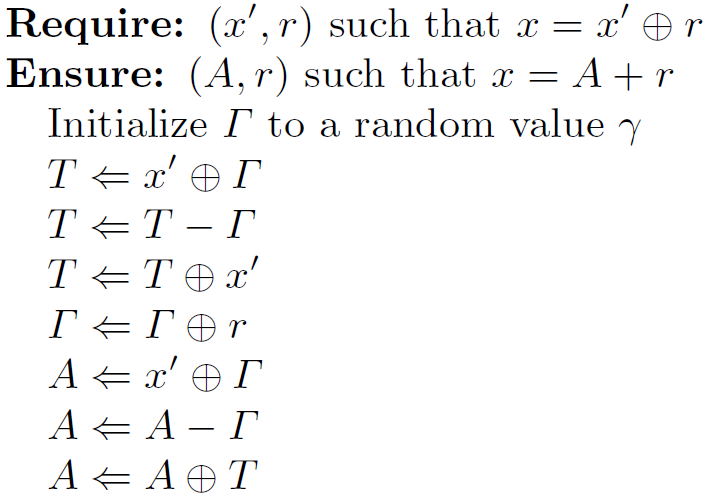 Require: (x′, r) such that x = x′ ⊕ r
Ensure: (A, r) such that x = A + r
Initialize Γ to a random value γ
T ⇐ x′ ⊕ Γ
T ⇐ T − Γ
T ⇐ T ⊕ x′
Γ ⇐ Γ ⊕ r
A ⇐ x′ ⊕ Γ
A ⇐ A − Γ
A ⇐ A ⊕ T